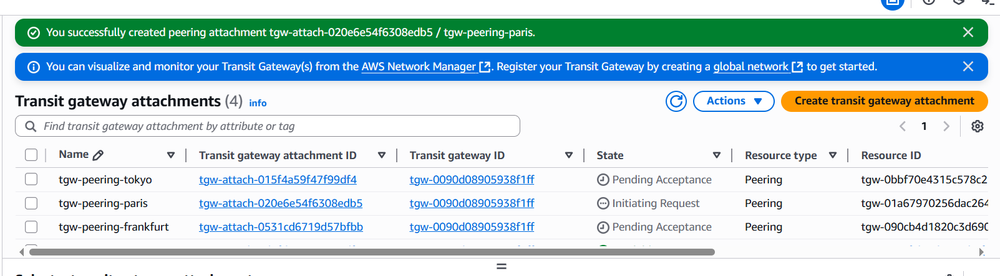 You successfully created peering attachment tgw-attach-020e6e54f6308edb5 / tgw-peering-paris.
You can visualize and monitor your Transit Gateway(s) from the AWS Network Manager. Register your Transit Gateway by creating a global network to get started.
Transit gateway attachments (4) info
Actions
Create transit gateway attachment
Find transit gateway attachment by attribute or tag
1
Name Transit gateway attachment ID Transit gateway ID State Resource type Resource ID
tgw-peering-tokyo tgw-attach-015f4a59f47f99df4 tgw-0090d08905938f1ff Pending Acceptance Peering tgw-0bbf70e4315c578c2
tgw-peering-paris tgw-attach-020e6e54f6308edb5 tgw-0090d08905938f1ff Initiating Request Peering tgw-01a67970256dac264
tgw-peering-frankfurt tgw-attach-0531cd6719d57bfbb tgw-0090d08905938f1ff Pending Acceptance Peering tgw-090cb4d1820c3d690